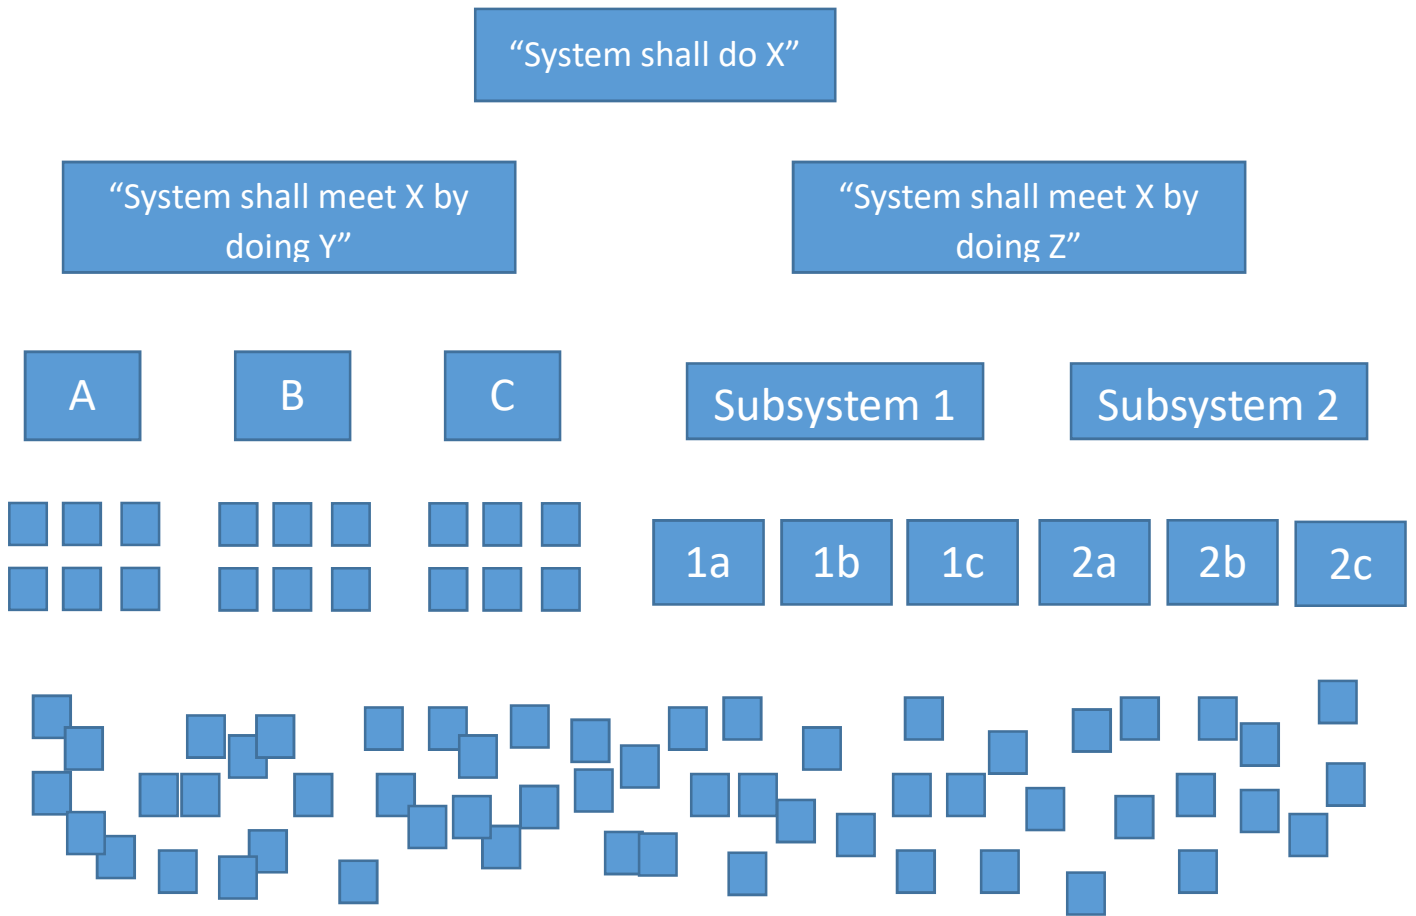 “System shall do X”
“System shall meet X by
doing Y”
“System shall meet X by
doing Z”
A
B
C
Subsystem 1
Subsystem 2
1a
1b
1c
2a
2b
2c